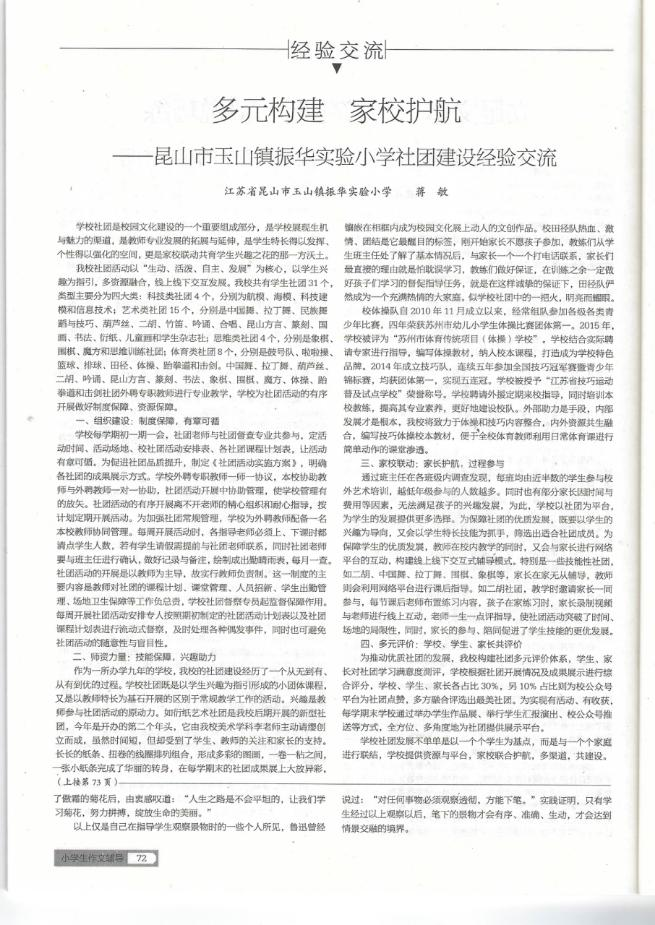 经验交流
多元构建 家校护航
——昆山市玉山镇振华实验小学社团建设经验交流
江苏省昆山市玉山镇振华实验小学 蒋 敏
学校社团是校园文化建设的一个重要组成部分，是学校展现生机
与魅力的渠道，是教师专业发展的拓展与延伸，是学生特长得以发挥、
个性得以强化的空间，更是家校联动共育学生兴趣之花的那一方沃土。
我校社团活动以“生动、活泼、自主、发展”为核心，以学生兴
趣为指引，多资源融合，线上线下交互发展。我校共有学生社团 31 个，
类型主要分为四大类：科技类社团 4 个，分别为航模、海模、科技建
模和信息技术；艺术类社团 15 个，分别是中国舞、拉丁舞、民族舞
蹈与技巧、葫芦丝、二胡、竹笛、吟诵、合唱、昆山方言、篆刻、国
画、书法、衍纸、儿童画和学生杂志社；思维类社团 4 个，分别是象棋、
围棋、魔方和思维训练社团；体育类社团 8 个，分别是鼓号队、啦啦操、
篮球、排球、田径、体操、跆拳道和击剑。中国舞、拉丁舞、葫芦丝、
二胡、吟诵、昆山方言、篆刻、书法、象棋、围棋、魔方、体操、跆
拳道和击剑社团外聘专职教师进行专业教学，学校为社团活动的有序
开展做好制度保障、资源保障。
一、组织建设：制度保障，有章可循
学校每学期初一期一会，社团老师与社团督查专业共参与，定活
动时间、活动场地、校社团活动安排表、各社团课程计划表，让活动
有章可循，为促进社团品质提升，制定《社团活动实施方案》，明确
各社团的成果展示方式。学校外聘专职教师一师一协议，本校协助教
师与外聘教师一对一协助，社团活动开展中协助管理，使学校管理有
的放矢。社团活动的有序开展离不开老师的精心组织和耐心指导，按
计划定期开展活动。为加强社团常规管理，学校为外聘教师配备一名
本校教师协同管理。每周开展活动时，各指导老师必须上、下课时都
请点学生人数，若有学生请假需提前与社团老师联系，同时社团老师
要与班主任进行确认，做好记录与备注，绘制成出勤晴雨表，每月一查。
社团活动的开展是以教师为主导，故实行教师负责制。这一制度的主
要内容是教师对社团的课程计划、课堂管理、人员招新、学生出勤管
理、场地卫生保障等工作负总责，学校社团督察专员起监督保障作用。
每周开展社团活动安排专人按照期初制定的社团活动计划表以及社团
课程计划表进行流动式督察，及时处理各种偶发事件，同时也可避免
社团活动的随意性与盲目性。
二、师资力量：技能保障，兴趣助力
作为一所办学九年的学校，我校的社团建设经历了一个从无到有、
从有到优的过程。学校社团既是以学生兴趣为指引形成的小团体课程，
又是以教师特长为基石开展的区别于常规教学工作的活动，兴趣是教
师参与社团活动的原动力。如衍纸艺术社团是我校后期开展的新型社
团，今年是开办的第二个年头，它由我校美术学科李老师主动请缨创
立而成，虽然时间短，但却受到了学生、教师的关注和家长的支持。
长长的纸条、扭卷的线圈排列组合，形成多彩的图画，一卷一粘之间，
一张小纸条完成了华丽的转身，在每学期末的社团成果展上大放异彩，
镶嵌在相框内成为校园文化展上动人的文创作品。校田径队热血、激
情、团结是它最醒目的标签，刚开始家长不愿孩子参加，教练们从学
生班主任处了解了基本情况后，与家长一个一个打电话联系，家长们
最直接的理由就是怕耽误学习，教练们做好保证，在训练之余一定做
好孩子们学习的督促指导任务，就是在这样诚挚的保证下，田径队俨
然成为一个充满热情的大家庭，似学校社团中的一把火，明亮而耀眼。
校体操队自 2010 年 11 月成立以来，经常组队参加各级各类青
少年比赛，四年荣获苏州市幼儿小学生体操比赛团体第一。2015 年，
学校被评为“苏州市体育传统项目（体操）学校”，学校结合实际聘
请专家进行指导，编写体操教材，纳入校本课程，打造成为学校特色
品牌，2014 年成立技巧队，连续五年参加全国技巧冠军赛暨青少年
锦标赛，均获团体第一，实现五连冠。学校被授予“江苏省技巧运动
普及试点学校”荣誉称号。学校聘请外援定期来校指导，同时培训本
校教练，提高其专业素养，更好地建设校队。外部助力是手段，内部
发展才是根本，我校将致力于体操和技巧内容整合，内外资源共生融
合，编写技巧体操校本教材，便于全校体育教师利用日常体育课进行
简单动作的课堂渗透。
三、家校联动：家长护航，过程参与
通过班主任在各班级内调查发现，每班均由近半数的学生参与校
外艺术培训，越低年级参与的人数越多。同时也有部分家长因时间与
费用等因素，无法满足孩子的兴趣发展，为此，学校以社团为平台，
为学生的发展提供更多选择。为保障社团的优质发展，既要以学生的
兴趣为导向，又会以学生特长技能为抓手，筛选出适合社团成员。为
保障学生的优质发展，教师在校内教学的同时，又会与家长进行网络
平台的互动，构建线上线下交互式辅导模式。特别是一些技能性社团，
如二胡、中国舞、拉丁舞、围棋、象棋等，家长在家无从辅导，教师
则会利用网络平台进行课后指导。如二胡社团，教学时邀请家长一同
参与，每节课后老师布置练习内容，孩子在家练习时，家长录制视频
与老师进行线上互动，老师一生一点评指导，使社团活动突破了时间、
场地的局限性，同时，家长的参与、陪同促进了学生技能的更优发展。
四、多元评价：学校、学生、家长共评价
为推动优质社团的发展，我校构建社团多元评价体系，学生、家
长对社团学习满意度测评，学校根据社团开展情况及成果展示进行综
合评分，学校、学生、家长各占比 30%，另 10% 占比则为校公众号
平台为社团点赞，多方融合评选出最美社团。为实现有活动、有收获，
每学期末学校通过举办学生作品展、举行学生汇报演出、校公众号推
送等方式，全方位、多角度地为社团提供展示平台。
学校社团发展不单单是以一个个学生为基点，而是与一个个家庭
进行联结，学校提供资源与平台，家校联合护航，多渠道，共建设。
（上接第 73 页）
了傲霜的菊花后，由衷感叹道：“人生之路是不会平坦的，让我们学
习菊花，努力拼搏，绽放生命的美丽。”
以上仅是自己在指导学生观察景物时的一些个人所见，鲁迅曾经
说过：“对任何事物必须观察透彻，方能下笔。”实践证明，只有学
生经过以上观察以后，笔下的景物才会有序、准确、生动，才会达到
情景交融的境界。
小学生作文辅导 72